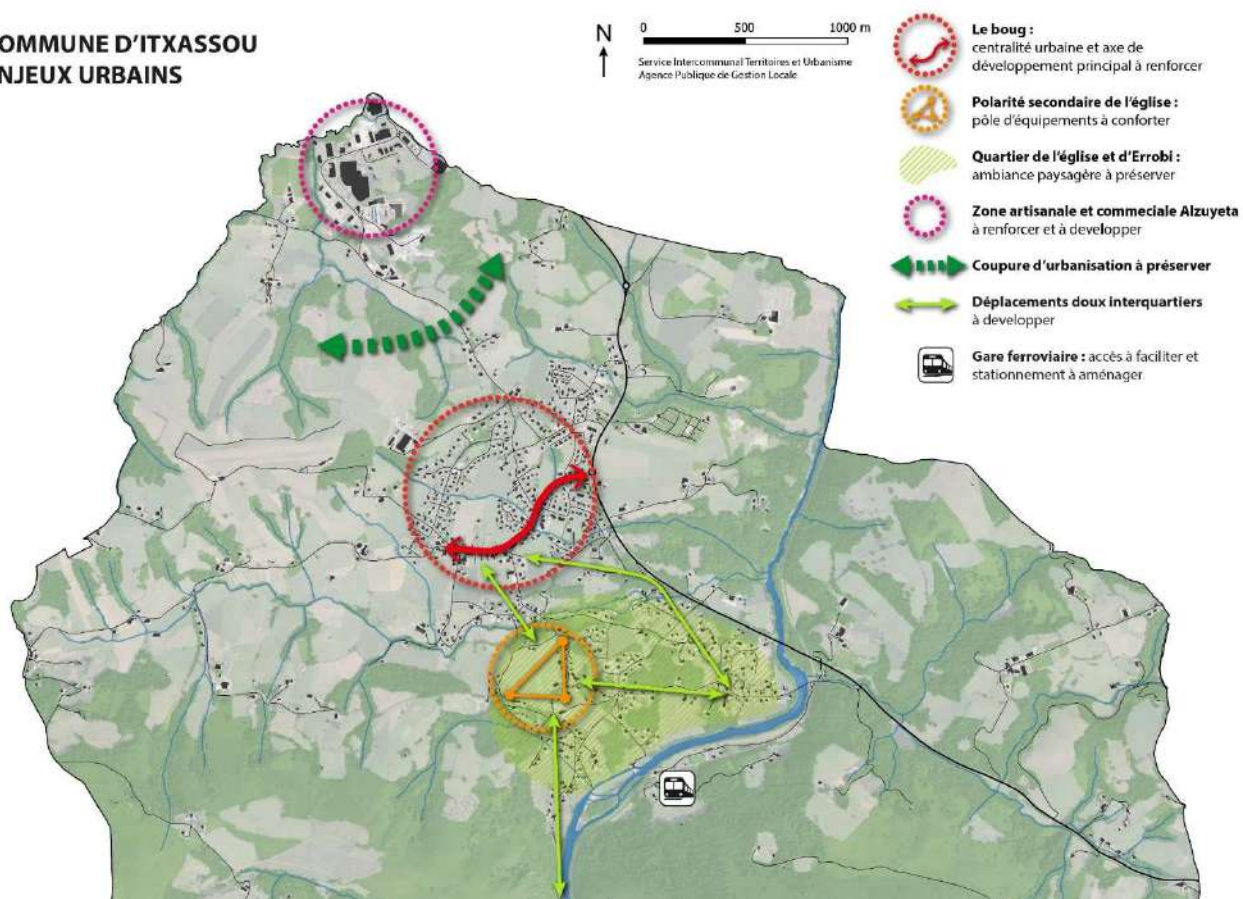 OMMUNE D'ITXASSOU
NJEUX URBAINS
N
0 500 1000 m
Service Intercommunal Territoires et Urbanisme
Agence Publique de Gestion Locale
Le boug :
centralité urbaine et axe de
développement principal à renforcer
Polarité secondaire de l'église :
pôle d'équipements à conforter
Quartier de l'église et d'Errobi :
ambiance paysagère à préserver
Zone artisanale et commeciale Alzuyeta
à renforcer et à developper
Coupure d'urbanisation à préserver
Déplacements doux interquartiers
à developper
Gare ferroviaire : accès à faciliter et
stationnement à aménager